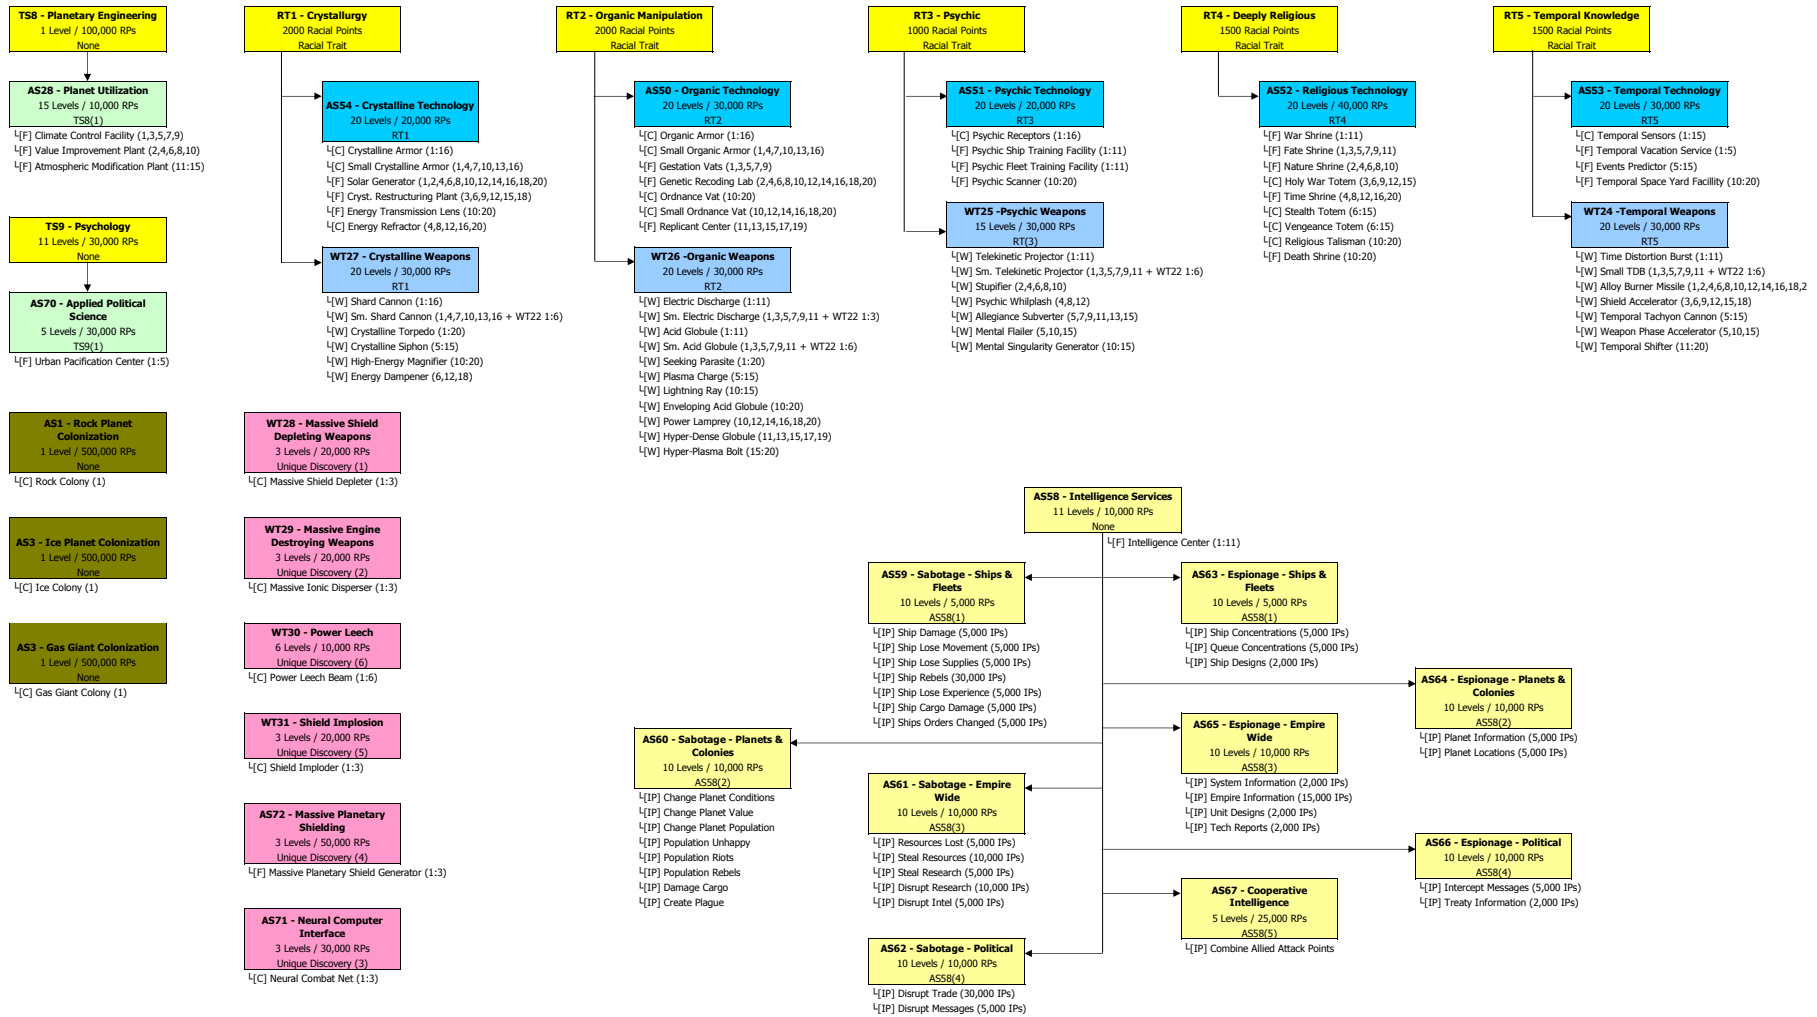 TS8 - Planetary Engineering
1 Level / 100,000 RPs
None
AS28 - Planet Utilization
15 Levels / 10,000 RPs
TS8(1)
[F] Climate Control Facility (1,3,5,7,9)
[F] Value Improvement Plant (2,4,6,8,10)
[F] Atmospheric Modification Plant (11:15)
TS9 - Psychology
11 Levels / 30,000 RPs
None
AS70 - Applied Political
Science
5 Levels / 30,000 RPs
TS9(1)
[F] Urban Pacification Center (1:5)
AS1 - Rock Planet
Colonization
1 Level / 500,000 RPs
None
[C] Rock Colony (1)
AS3 - Ice Planet Colonization
1 Level / 500,000 RPs
None
[C] Ice Colony (1)
AS3 - Gas Giant Colonization
1 Level / 500,000 RPs
None
[C] Gas Giant Colony (1)
RT1 - Crystallurgy
2000 Racial Points
Racial Trait
AS54 - Crystalline Technology
20 Levels / 20,000 RPs
RT1
[C] Crystalline Armor (1:16)
[C] Small Crystalline Armor (1,4,7,10,13,16)
[F] Solar Generator (1,2,4,6,8,10,12,14,16,18,20)
[F] Cryst. Restructuring Plant (3,6,9,12,15,18)
[F] Energy Transmission Lens (10:20)
[C] Energy Refractor (4,8,12,16,20)
WT27 - Crystalline Weapons
20 Levels / 30,000 RPs
RT1
[W] Shard Cannon (1:16)
[W] Sm. Shard Cannon (1,4,7,10,13,16 + WT22 1:6)
[W] Crystalline Torpedo (1:20)
[W] Crystalline Siphon (5:15)
[W] High-Energy Magnifier (10:20)
[W] Energy Dampener (6,12,18)
WT28 - Massive Shield
Depleting Weapons
3 Levels / 20,000 RPs
Unique Discovery (1)
[C] Massive Shield Depleter (1:3)
WT29 - Massive Engine
Destroying Weapons
3 Levels / 20,000 RPs
Unique Discovery (2)
[C] Massive Ionic Disperser (1:3)
WT30 - Power Leech
6 Levels / 10,000 RPs
Unique Discovery (6)
[C] Power Leech Beam (1:6)
WT31 - Shield Implosion
3 Levels / 20,000 RPs
Unique Discovery (5)
[C] Shield Imploder (1:3)
AS72 - Massive Planetary
Shielding
3 Levels / 50,000 RPs
Unique Discovery (4)
[F] Massive Planetary Shield Generator (1:3)
AS71 - Neural Computer
Interface
3 Levels / 30,000 RPs
Unique Discovery (3)
[C] Neural Combat Net (1:3)
RT2 - Organic Manipulation
2000 Racial Points
Racial Trait
AS50 - Organic Technology
20 Levels / 30,000 RPs
RT2
[C] Organic Armor (1:16)
[C] Small Organic Armor (1,4,7,10,13,16)
[F] Gestation Vats (1,3,5,7,9)
[F] Genetic Recoding Lab (2,4,6,8,10,12,14,16,18,20)
[C] Ordnance Vat (10:20)
[C] Small Ordnance Vat (10,12,14,16,18,20)
[F] Replicant Center (11,13,15,17,19)
WT26 -Organic Weapons
20 Levels / 30,000 RPs
RT2
[W] Electric Discharge (1:11)
[W] Sm. Electric Discharge (1,3,5,7,9,11 + WT22 1:3)
[W] Acid Globule (1:11)
[W] Sm. Acid Globule (1,3,5,7,9,11 + WT22 1:6)
[W] Seeking Parasite (1:20)
[W] Plasma Charge (5:15)
[W] Lightning Ray (10:15)
[W] Enveloping Acid Globule (10:20)
[W] Power Lamprey (10,12,14,16,18,20)
[W] Hyper-Dense Globule (11,13,15,17,19)
[W] Hyper-Plasma Bolt (15:20)
RT3 - Psychic
1000 Racial Points
Racial Trait
AS51 - Psychic Technology
20 Levels / 20,000 RPs
RT3
[C] Psychic Receptors (1:16)
[F] Psychic Ship Training Facility (1:11)
[F] Psychic Fleet Training Facility (1:11)
[F] Psychic Scanner (10:20)
WT25 -Psychic Weapons
15 Levels / 30,000 RPs
RT(3)
[W] Telekinetic Projector (1:11)
[W] Sm. Telekinetic Projector (1,3,5,7,9,11 + WT22 1:6)
[W] Stupifier (2,4,6,8,10)
[W] Psychic Whilplash (4,8,12)
[W] Allegiance Subverter (5,7,9,11,13,15)
[W] Mental Flailer (5,10,15)
[W] Mental Singularity Generator (10:15)
RT4 - Deeply Religious
1500 Racial Points
Racial Trait
AS52 - Religious Technology
20 Levels / 40,000 RPs
RT4
[F] War Shrine (1:11)
[F] Fate Shrine (1,3,5,7,9,11)
[F] Nature Shrine (2,4,6,8,10)
[C] Holy War Totem (3,6,9,12,15)
[F] Time Shrine (4,8,12,16,20)
[C] Stealth Totem (6:15)
[C] Vengeance Totem (6:15)
[C] Religious Talisman (10:20)
[F] Death Shrine (10:20)
RT5 - Temporal Knowledge
1500 Racial Points
Racial Trait
AS53 - Temporal Technology
20 Levels / 30,000 RPs
RT5
[C] Temporal Sensors (1:15)
[F] Temporal Vacation Service (1:5)
[F] Events Predictor (5:15)
[F] Temporal Space Yard Facillity (10:20)
WT24 -Temporal Weapons
20 Levels / 30,000 RPs
RT5
[W] Time Distortion Burst (1:11)
[W] Small TDB (1,3,5,7,9,11 + WT22 1:6)
[W] Alloy Burner Missile (1,2,4,6,8,10,12,14,16,18,2
[W] Shield Accelerator (3,6,9,12,15,18)
[W] Temporal Tachyon Cannon (5:15)
[W] Weapon Phase Accelerator (5,10,15)
[W] Temporal Shifter (11:20)
AS58 - Intelligence Services
11 Levels / 10,000 RPs
None
[F] Intelligence Center (1:11)
AS59 - Sabotage - Ships &
Fleets
10 Levels / 5,000 RPs
AS58(1)
[IP] Ship Damage (5,000 IPs)
[IP] Ship Lose Movement (5,000 IPs)
[IP] Ship Lose Supplies (5,000 IPs)
[IP] Ship Rebels (30,000 IPs)
[IP] Ship Lose Experience (5,000 IPs)
[IP] Ship Cargo Damage (5,000 IPs)
[IP] Ships Orders Changed (5,000 IPs)
AS63 - Espionage - Ships &
Fleets
10 Levels / 5,000 RPs
AS58(1)
[IP] Ship Concentrations (5,000 IPs)
[IP] Queue Concentrations (5,000 IPs)
[IP] Ship Designs (2,000 IPs)
AS64 - Espionage - Planets &
Colonies
10 Levels / 10,000 RPs
AS58(2)
[IP] Planet Information (5,000 IPs)
[IP] Planet Locations (5,000 IPs)
AS60 - Sabotage - Planets &
Colonies
10 Levels / 10,000 RPs
AS58(2)
[IP] Change Planet Conditions
[IP] Change Planet Value
[IP] Change Planet Population
[IP] Population Unhappy
[IP] Population Riots
[IP] Population Rebels
[IP] Damage Cargo
[IP] Create Plague
AS65 - Espionage - Empire
Wide
10 Levels / 10,000 RPs
AS58(3)
[IP] System Information (2,000 IPs)
[IP] Empire Information (15,000 IPs)
[IP] Unit Designs (2,000 IPs)
[IP] Tech Reports (2,000 IPs)
AS61 - Sabotage - Empire
Wide
10 Levels / 10,000 RPs
AS58(3)
[IP] Resources Lost (5,000 IPs)
[IP] Steal Resources (10,000 IPs)
[IP] Steal Research (5,000 IPs)
[IP] Disrupt Research (10,000 IPs)
[IP] Disrupt Intel (5,000 IPs)
AS66 - Espionage - Political
10 Levels / 10,000 RPs
AS58(4)
[IP] Intercept Messages (5,000 IPs)
[IP] Treaty Information (2,000 IPs)
AS67 - Cooperative
Intelligence
5 Levels / 25,000 RPs
AS58(5)
[IP] Combine Allied Attack Points
AS62 - Sabotage - Political
10 Levels / 10,000 RPs
AS58(4)
[IP] Disrupt Trade (30,000 IPs)
[IP] Disrupt Messages (5,000 IPs)